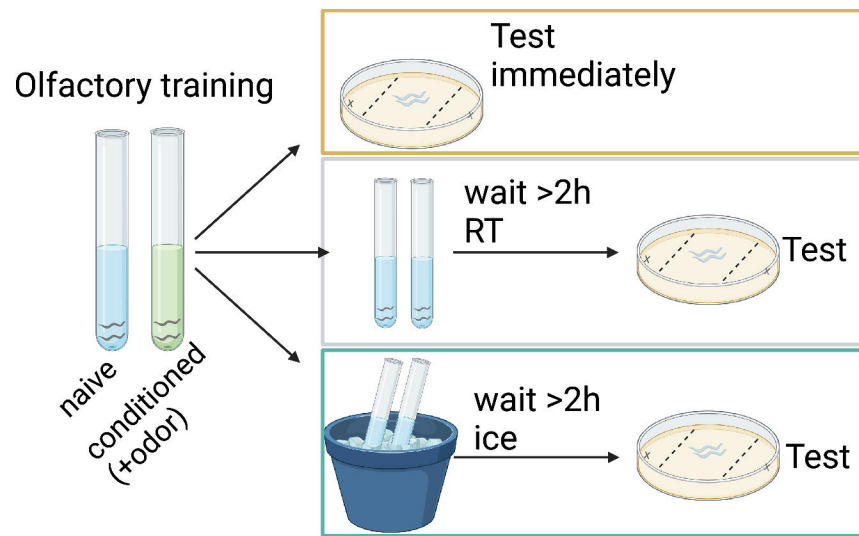 Olfactory training
naive
conditioned
(+odor)
Test
immediately
wait >2h
RT
Test
wait >2h
ice
Test